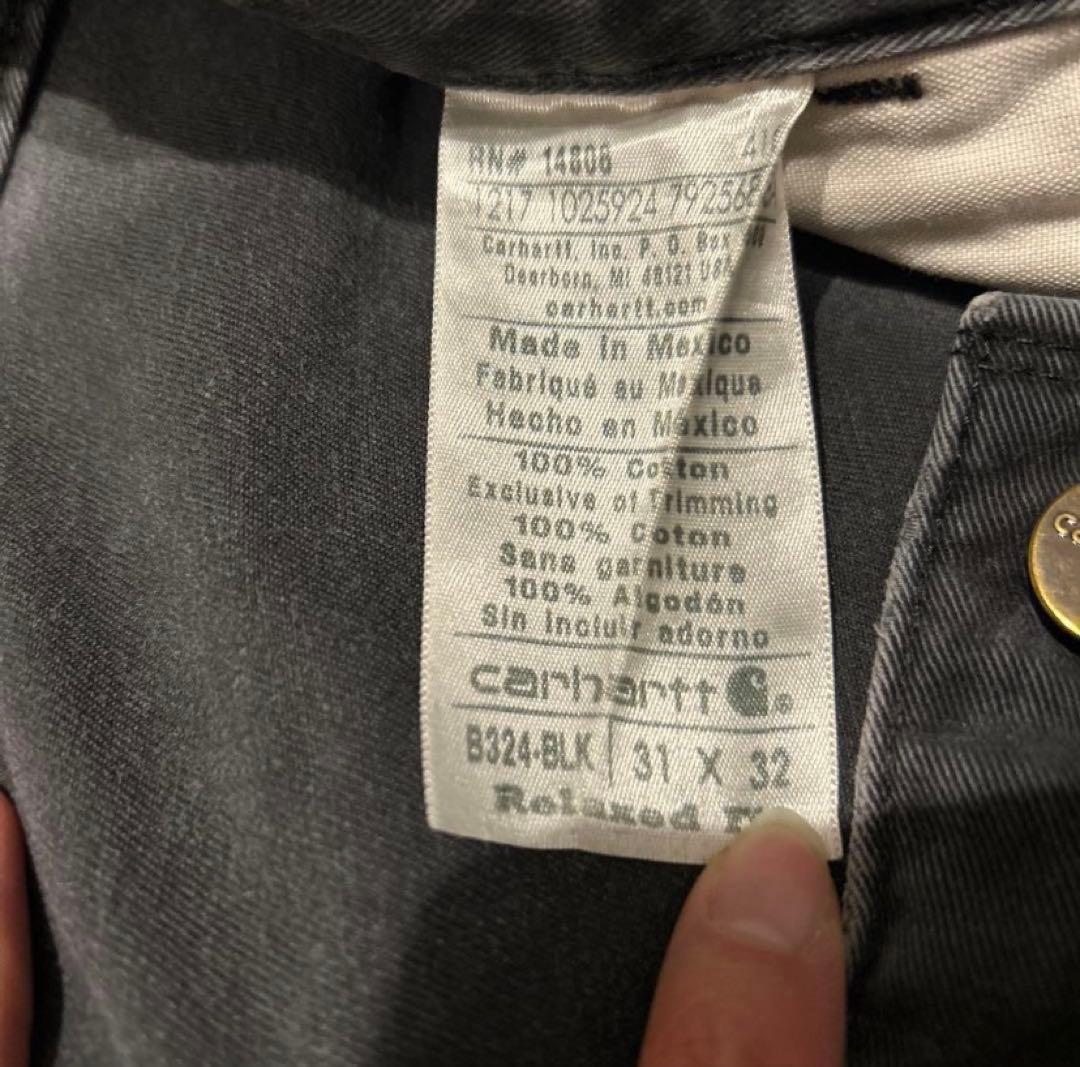 RN# 14806
1217 1025924
Carhartt, Inc. P. O. Box
Dearborn, MI 48121 USA
carhartt.com
Made in Mexico
Fabriqué au Mexique
Hecho en México
100% Cotton
Exclusive of Trimming
100% Coton
Sans garniture
100% Algodón
Sin incluir adorno
carhartt
B324-BLK 31 X 32
Relaxed